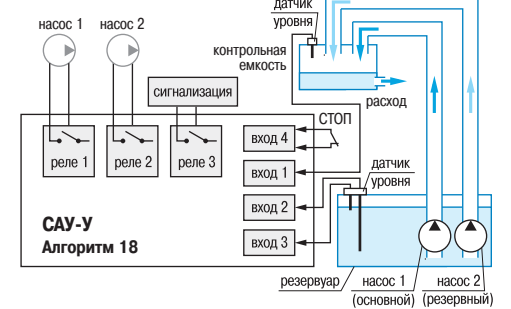 датчик
уровня
насос 1 насос 2
контрольная
емкость
сигнализация
расход
СТОП
реле 1 реле 2 реле 3
вход 4
вход 1
вход 2
вход 3
датчик
уровня
САУ-У
Алгоритм 18
резервуар
насос 1 насос 2
(основной) (резервный)